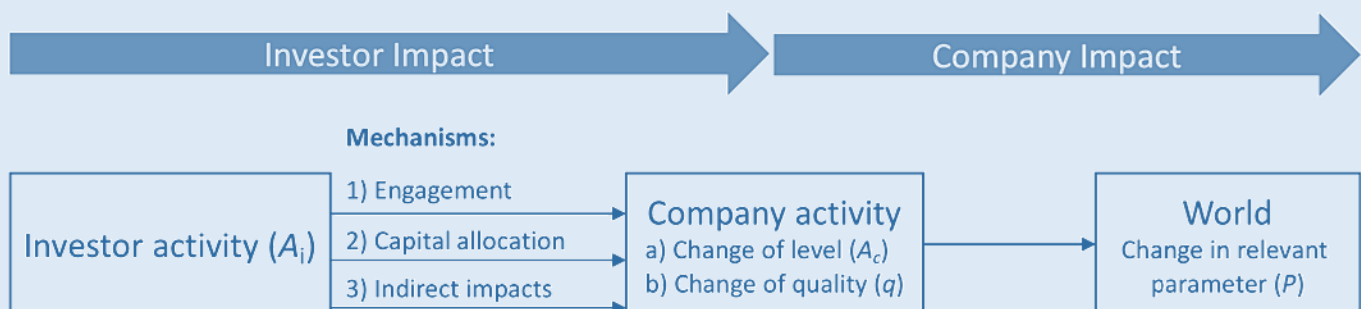 Investor Impact
Company Impact
Mechanisms:
Investor activity (Ai)
1) Engagement
2) Capital allocation
3) Indirect impacts
Company activity
a) Change of level (Ac)
b) Change of quality (q)
World
Change in relevant
parameter (P)